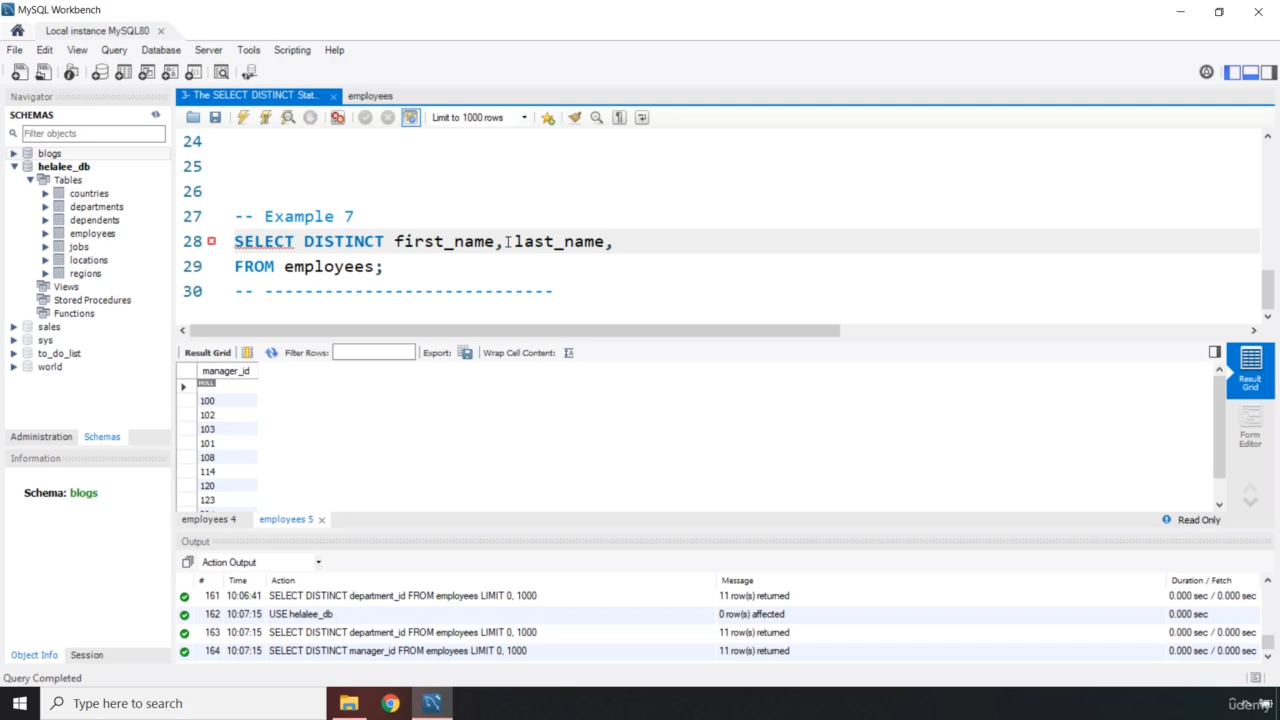 MySQL Workbench
Local instance MySQL80
File Edit View Query Database Server Tools Scripting Help
Navigator
SCHEMAS
Filter objects
blogs
helalee_db
Tables
countries
departments
dependents
employees
jobs
locations
regions
Views
Stored Procedures
Functions
sales
sys
to_do_list
world
Administration Schemas
Information
Schema: blogs
Object Info Session
Query Completed
3- The SELECT DISTINCT Stat.. employees
Limit to 1000 rows
24
25
26
27 -- Example 7
28 SELECT DISTINCT first_name, last_name,
29 FROM employees;
30 -- -----------------------------
Result Grid Filter Rows: Export: Wrap Cell Content:
manager_id
NULL
100
102
103
101
108
114
120
123
Result Grid
Form Editor
employees 4 employees 5 Read Only
Output
Action Output
# Time Action Message Duration / Fetch
161 10:06:41 SELECT DISTINCT department_id FROM employees LIMIT 0, 1000 11 row(s) returned 0.000 sec / 0.000 sec
162 10:07:15 USE helalee_db 0 row(s) affected 0.000 sec
163 10:07:15 SELECT DISTINCT department_id FROM employees LIMIT 0, 1000 11 row(s) returned 0.000 sec / 0.000 sec
164 10:07:15 SELECT DISTINCT manager_id FROM employees LIMIT 0, 1000 11 row(s) returned 0.000 sec / 0.000 sec
Type here to search
udemy